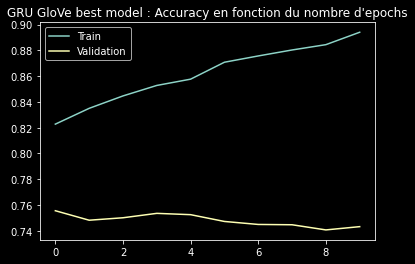 GRU GloVe best model : Accuracy en fonction du nombre d'epochs
0.90
Train
Validation
0.88
0.86
0.84
0.82
0.80
0.78
0.76
0.74
0 2 4 6 8